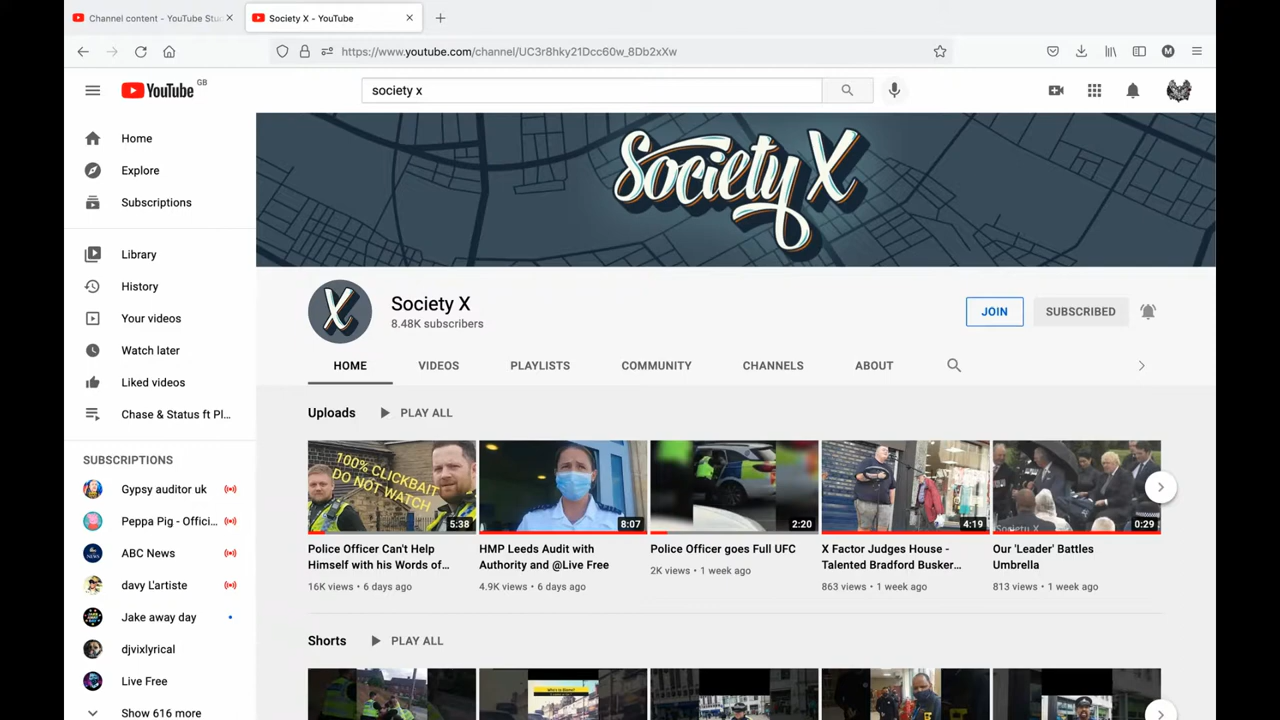 Channel content - YouTube Stu
Society X - YouTube
https://www.youtube.com/channel/UC3r8hky21Dcc60w_8Db2xXw
M
YouTube GB
society x
Home
Explore
Subscriptions
Library
History
Your videos
Watch later
Liked videos
Chase & Status ft Pl...
SUBSCRIPTIONS
Gypsy auditor uk
Peppa Pig - Offici...
ABC News
davy L'artiste
Jake away day
djvixlyrical
Live Free
Show 616 more
Society X
X
Society X
8.48K subscribers
JOIN
SUBSCRIBED
HOME
VIDEOS
PLAYLISTS
COMMUNITY
CHANNELS
ABOUT
Uploads
PLAY ALL
100% CLICKBAIT
DO NOT WATCH
5:38
8:07
2:20
4:19
Society X
0:29
Police Officer Can't Help
Himself with his Words of...
16K views • 6 days ago
HMP Leeds Audit with
Authority and @Live Free
4.9K views • 6 days ago
Police Officer goes Full UFC
2K views • 1 week ago
X Factor Judges House -
Talented Bradford Busker...
863 views • 1 week ago
Our 'Leader' Battles
Umbrella
813 views • 1 week ago
Shorts
PLAY ALL